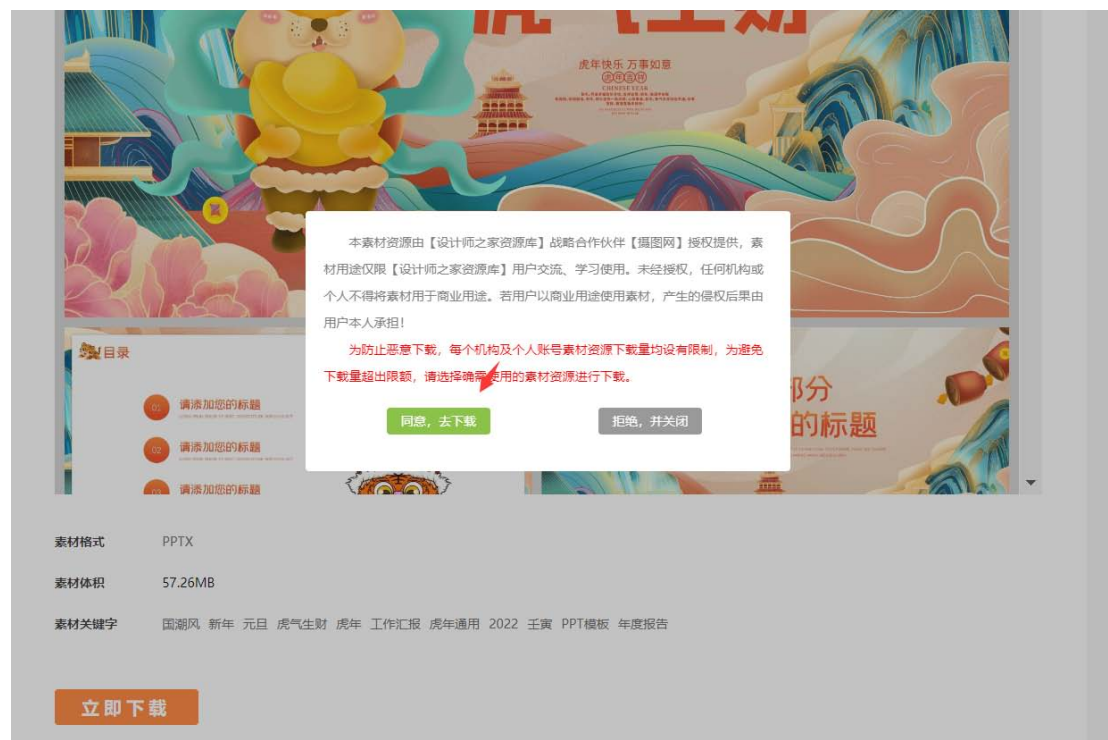 虎气生财
虎年快乐 万事如意
CHINESE YEAR
本素材资源由【设计师之家资源库】战略合作伙伴【摄图网】授权提供，素
材用途仅限【设计师之家资源库】用户交流、学习使用。未经授权，任何机构或
个人不得将素材用于商业用途。若用户以商业用途使用素材，产生的侵权后果由
用户本人承担！
为防止恶意下载，每个机构及个人账号素材资源下载量均设有限制，为避免
下载量超出限额，请选择确需使用的素材资源进行下载。
同意，去下载
拒绝，并关闭
目录
01 请添加您的标题
02 请添加您的标题
03 请添加您的标题
部分
的标题
素材格式 PPTX
素材体积 57.26MB
素材关键字 国潮风 新年 元旦 虎气生财 虎年 工作汇报 虎年通用 2022 壬寅 PPT模板 年度报告
立即下载